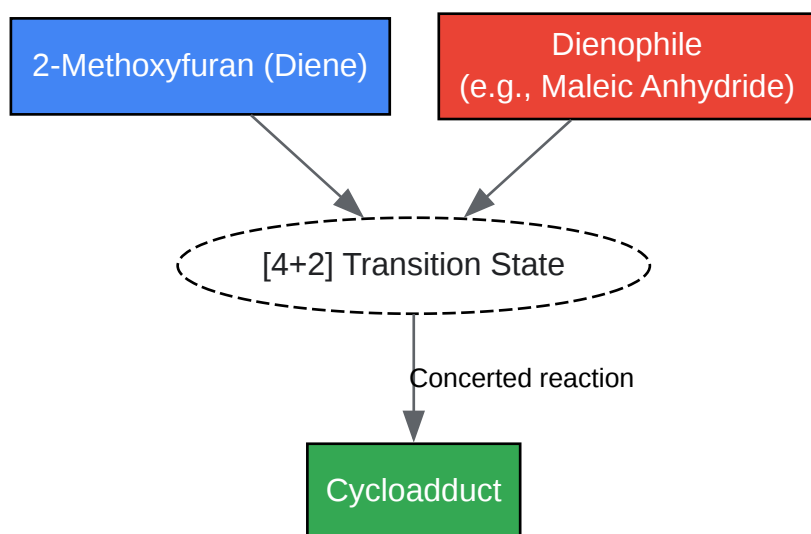 2-Methoxyfuran (Diene)
Dienophile
(e.g., Maleic Anhydride)
[4+2] Transition State
Concerted reaction
Cycloadduct